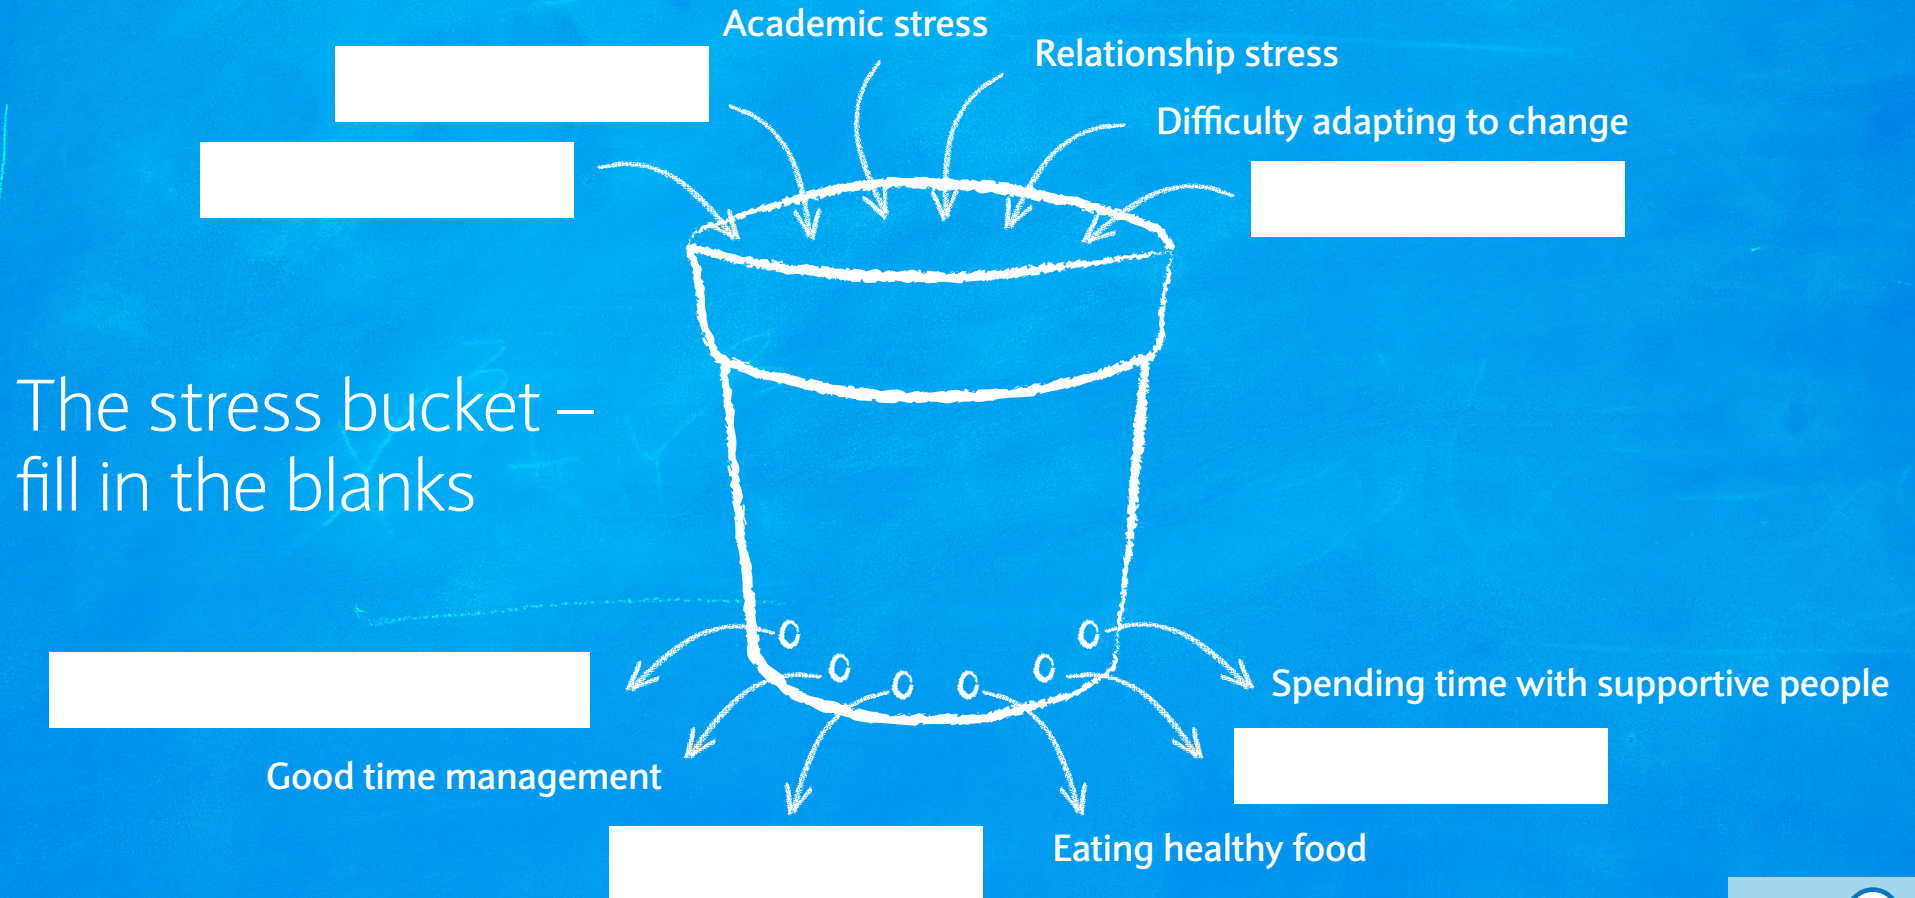 Academic stress
Relationship stress
Difficulty adapting to change
The stress bucket –
fill in the blanks
Spending time with supportive people
Good time management
Eating healthy food